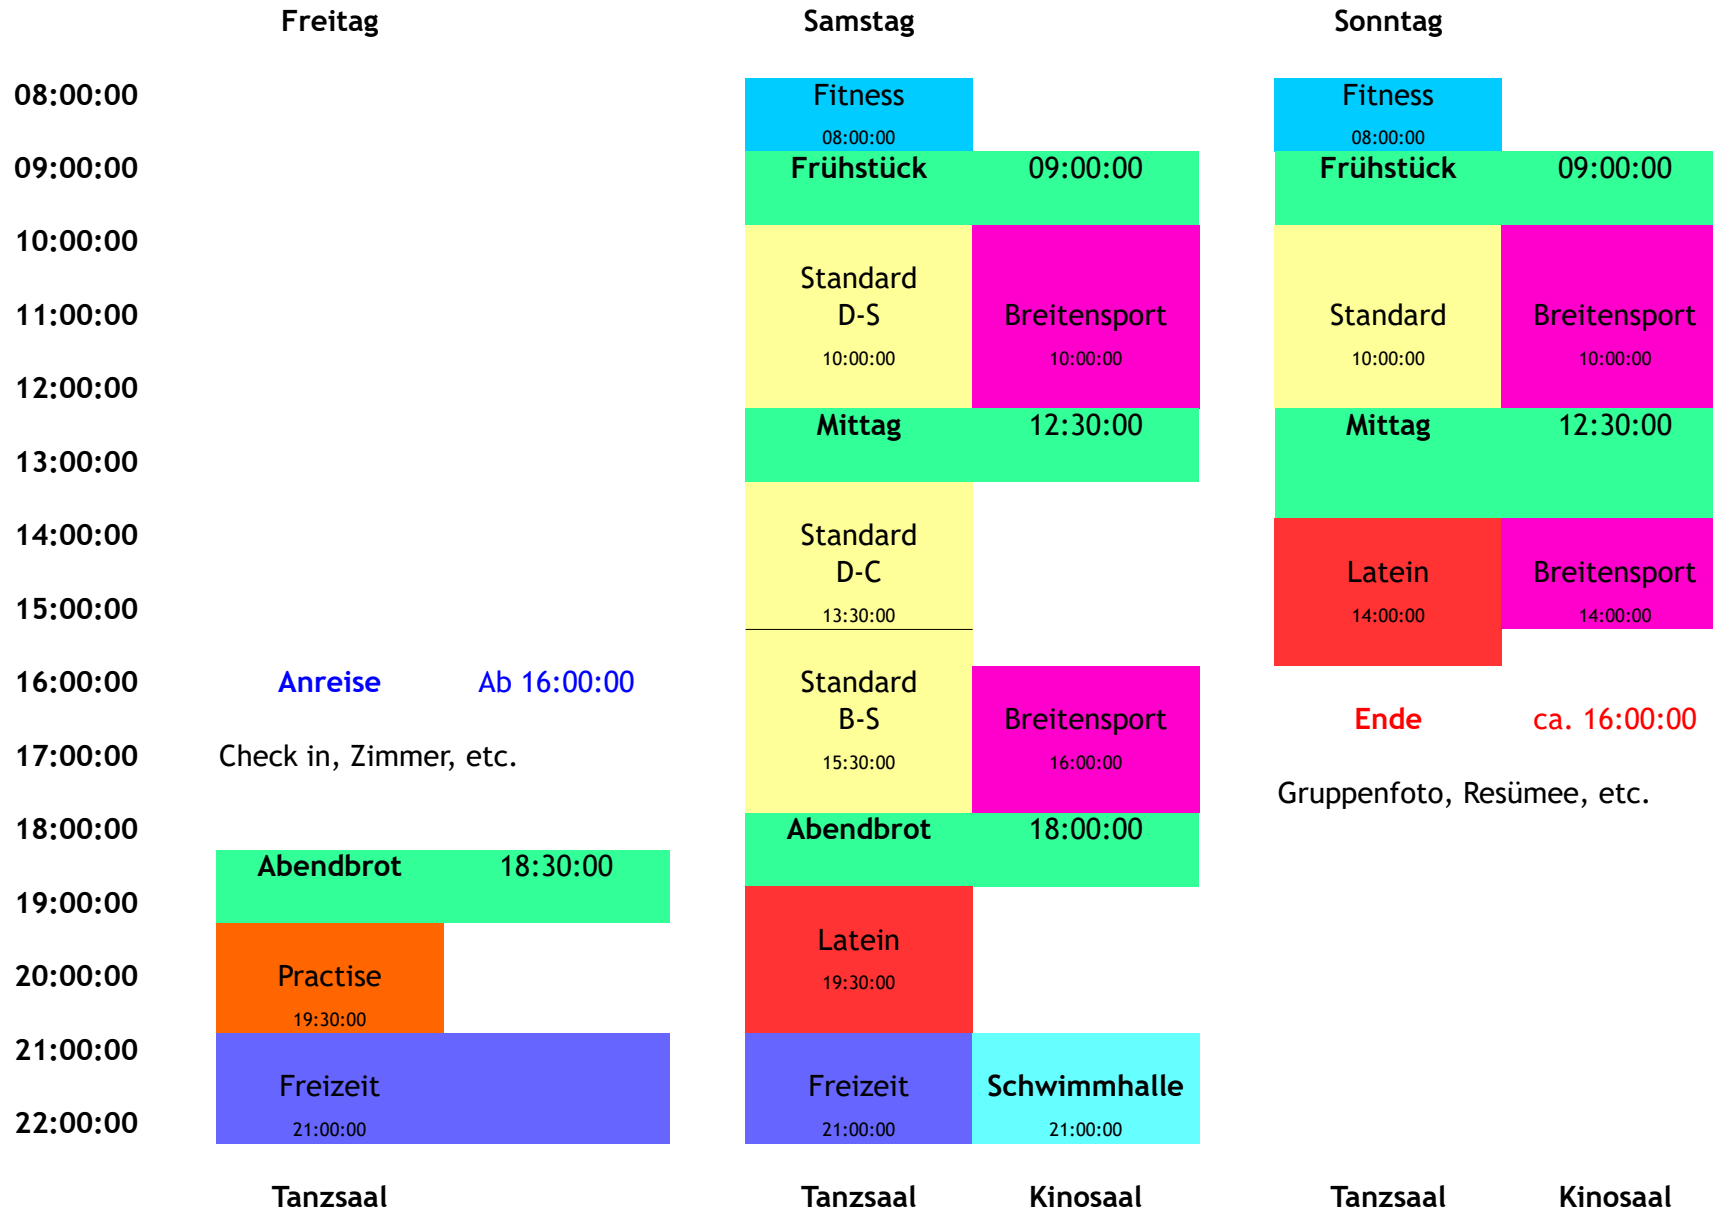 Freitag Samstag Sonntag
08:00:00 Fitness Fitness
08:00:00 08:00:00
09:00:00 Frühstück 09:00:00 Frühstück 09:00:00
10:00:00
Standard
11:00:00 D-S Breitensport Standard Breitensport
10:00:00 10:00:00 10:00:00 10:00:00
12:00:00
Mittag 12:30:00 Mittag 12:30:00
13:00:00
14:00:00 Standard
D-C Latein Breitensport
15:00:00 13:30:00 14:00:00 14:00:00
16:00:00 Anreise Ab 16:00:00 Standard
B-S Breitensport Ende ca. 16:00:00
17:00:00 Check in, Zimmer, etc. 15:30:00 16:00:00
Gruppenfoto, Resümee, etc.
18:00:00 Abendbrot 18:00:00
Abendbrot 18:30:00
19:00:00
Latein
20:00:00 Practise 19:30:00
19:30:00
21:00:00
Freizeit Freizeit Schwimmhalle
22:00:00 21:00:00 21:00:00 21:00:00
Tanzsaal Tanzsaal Kinosaal Tanzsaal Kinosaal